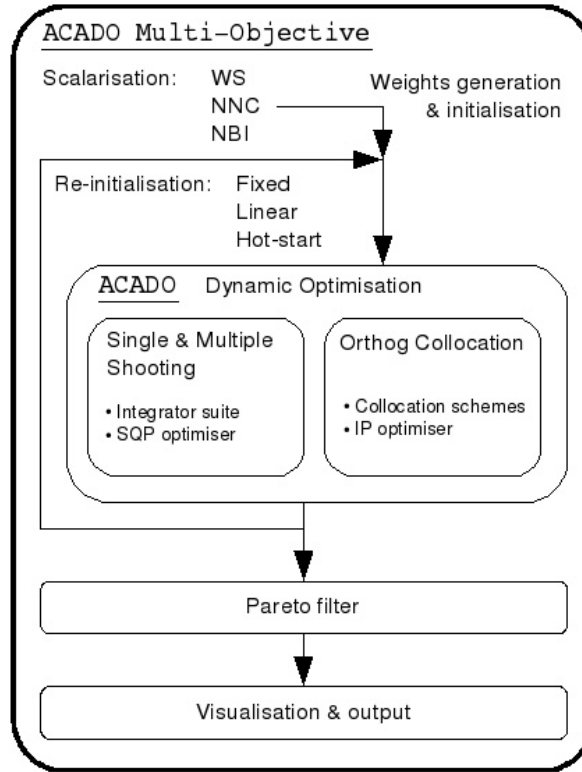 ACADO Multi-Objective
Scalarisation: WS
NNC
NBI
Weights generation
& initialisation
Re-initialisation: Fixed
Linear
Hot-start
ACADO Dynamic Optimisation
Single & Multiple
Shooting
• Integrator suite
• SQP optimiser
Orthog Collocation
• Collocation schemes
• IP optimiser
Pareto filter
Visualisation & output